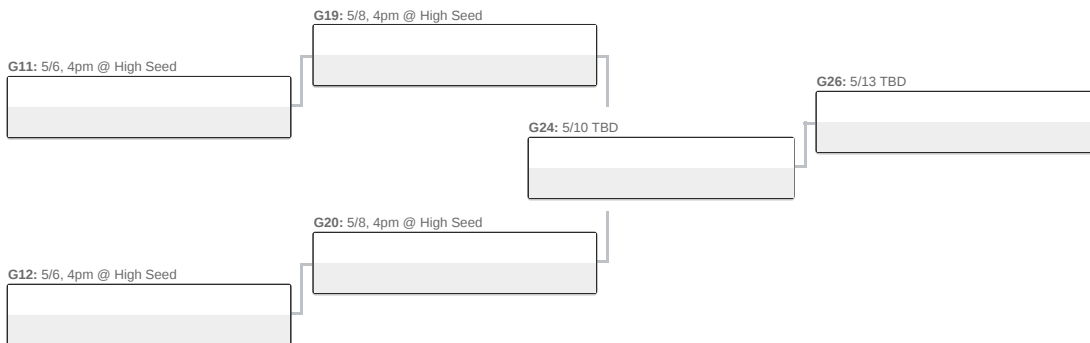 G19: 5/8, 4pm @ High Seed
G11: 5/6, 4pm @ High Seed
G26: 5/13 TBD
G24: 5/10 TBD
G20: 5/8, 4pm @ High Seed
G12: 5/6, 4pm @ High Seed